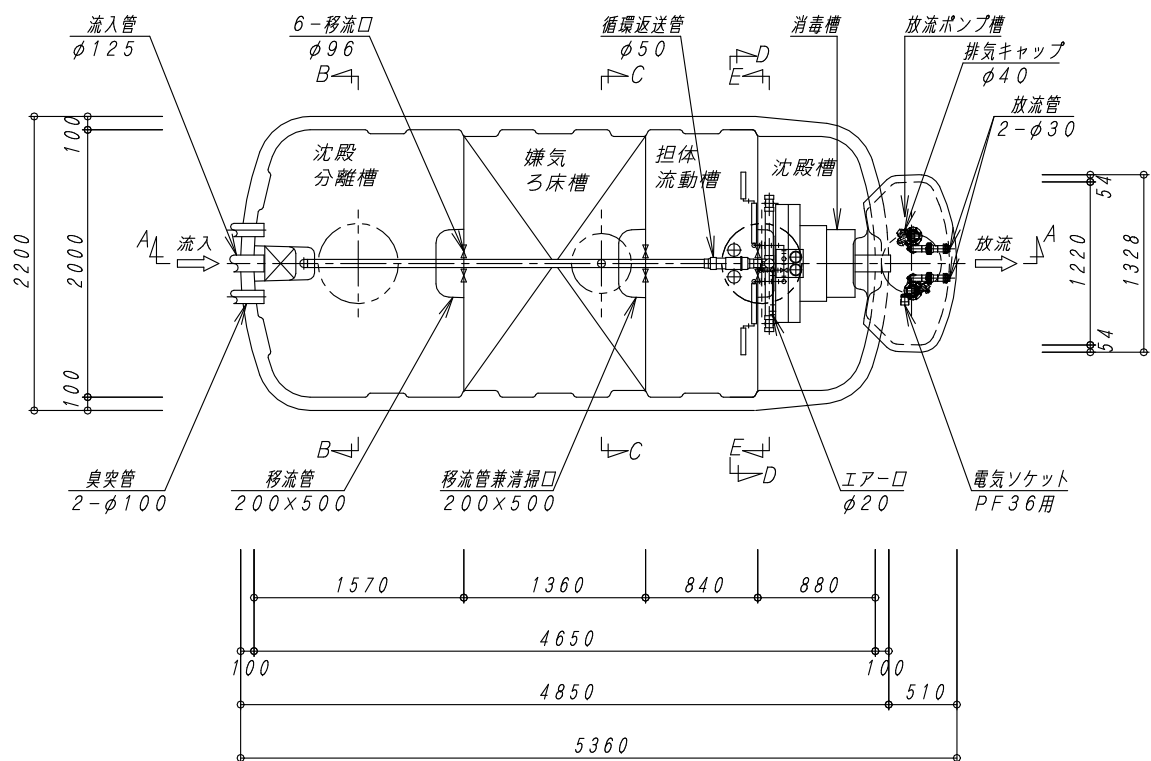 流入管
φ125
6-移流口
φ96
循環返送管
φ50
消毒槽
放流ポンプ槽
排気キャップ
φ40
放流管
2-φ30
B
C
D
E
100
沈殿
分離槽
嫌気
ろ床槽
担体
流動槽
沈殿槽
54
2200
2000
A
流入
放流
A
1220
1328
100
54
B
C
E
D
臭突管
2-φ100
移流管
200×500
移流管兼清掃口
200×500
エアー口
φ20
電気ソケット
PF36用
1570
1360
840
880
4650
100
100
4850
510
5360